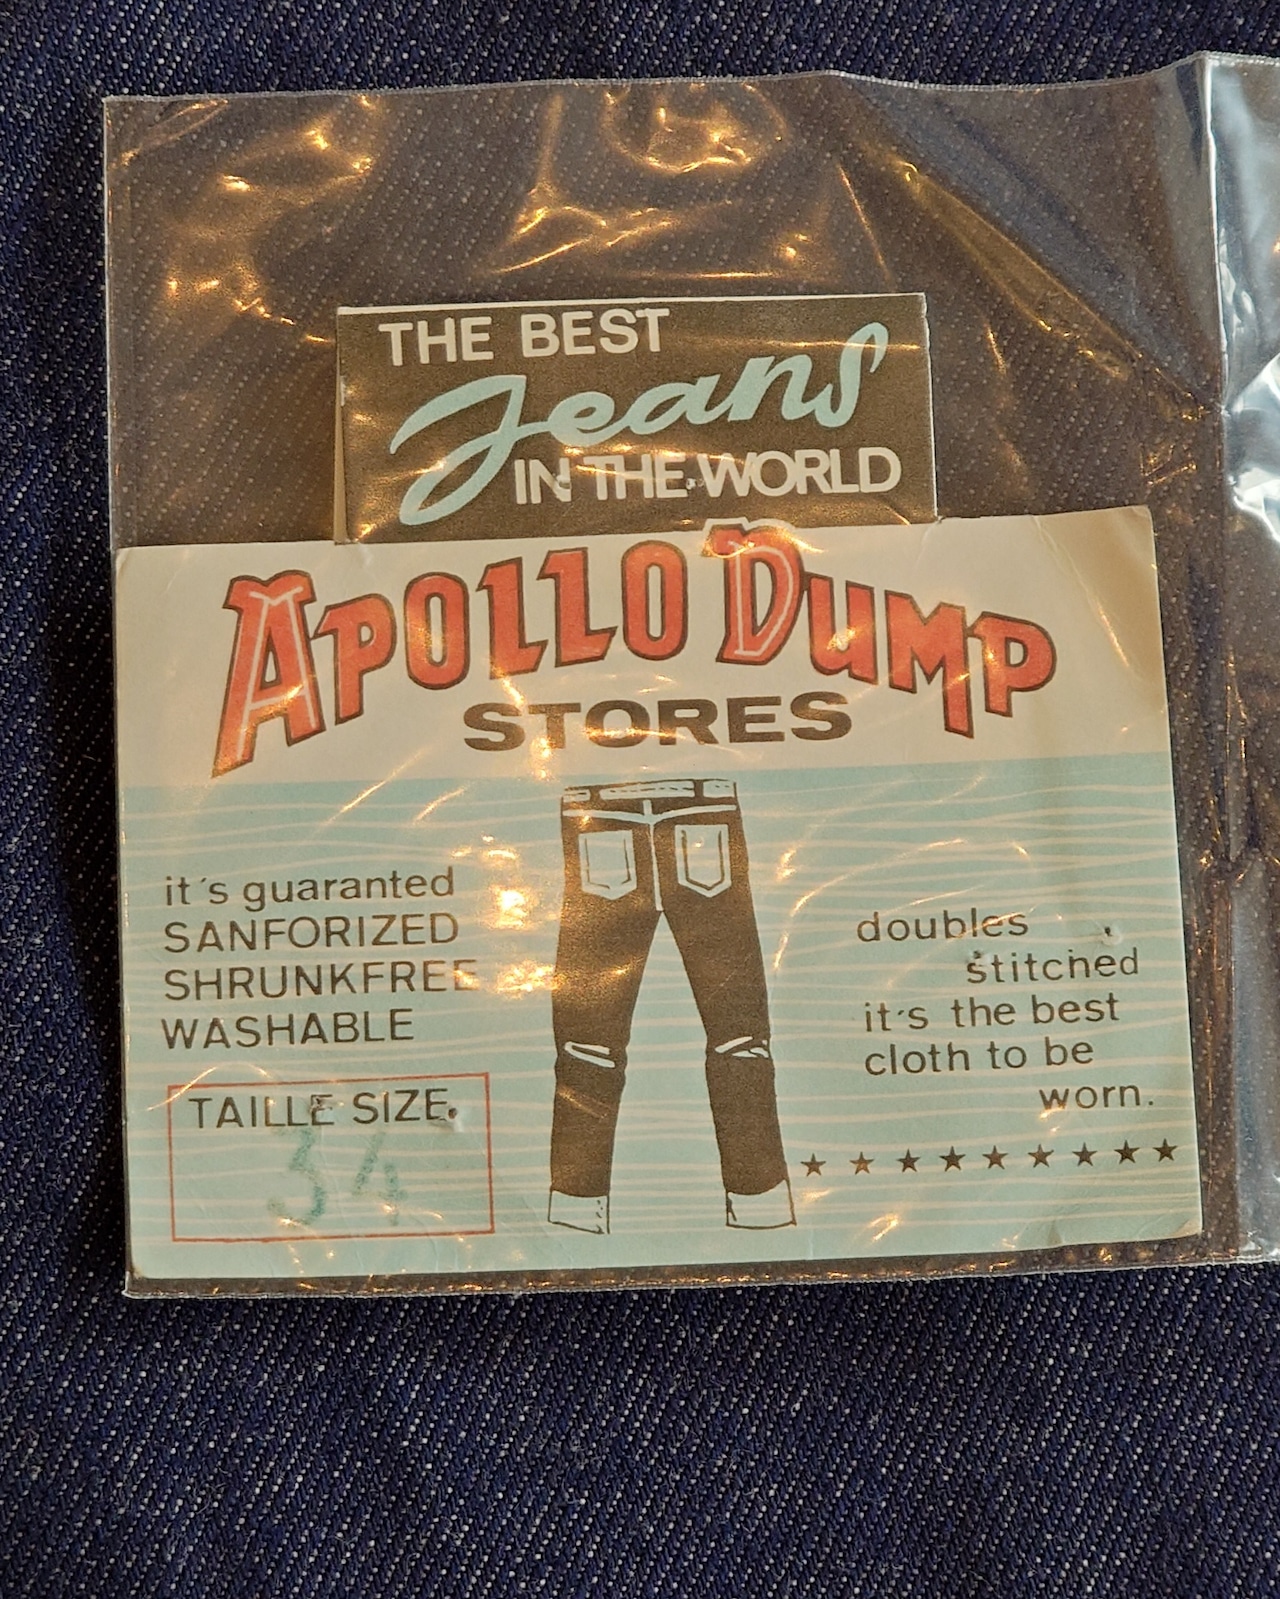 THE BEST
Jeans
IN THE WORLD
APOLLO DUMP
STORES
it's guaranted
SANFORIZED
SHRUNKFREE
WASHABLE
TAILLE SIZE.
34
doubles
stitched
it's the best
cloth to be
worn.